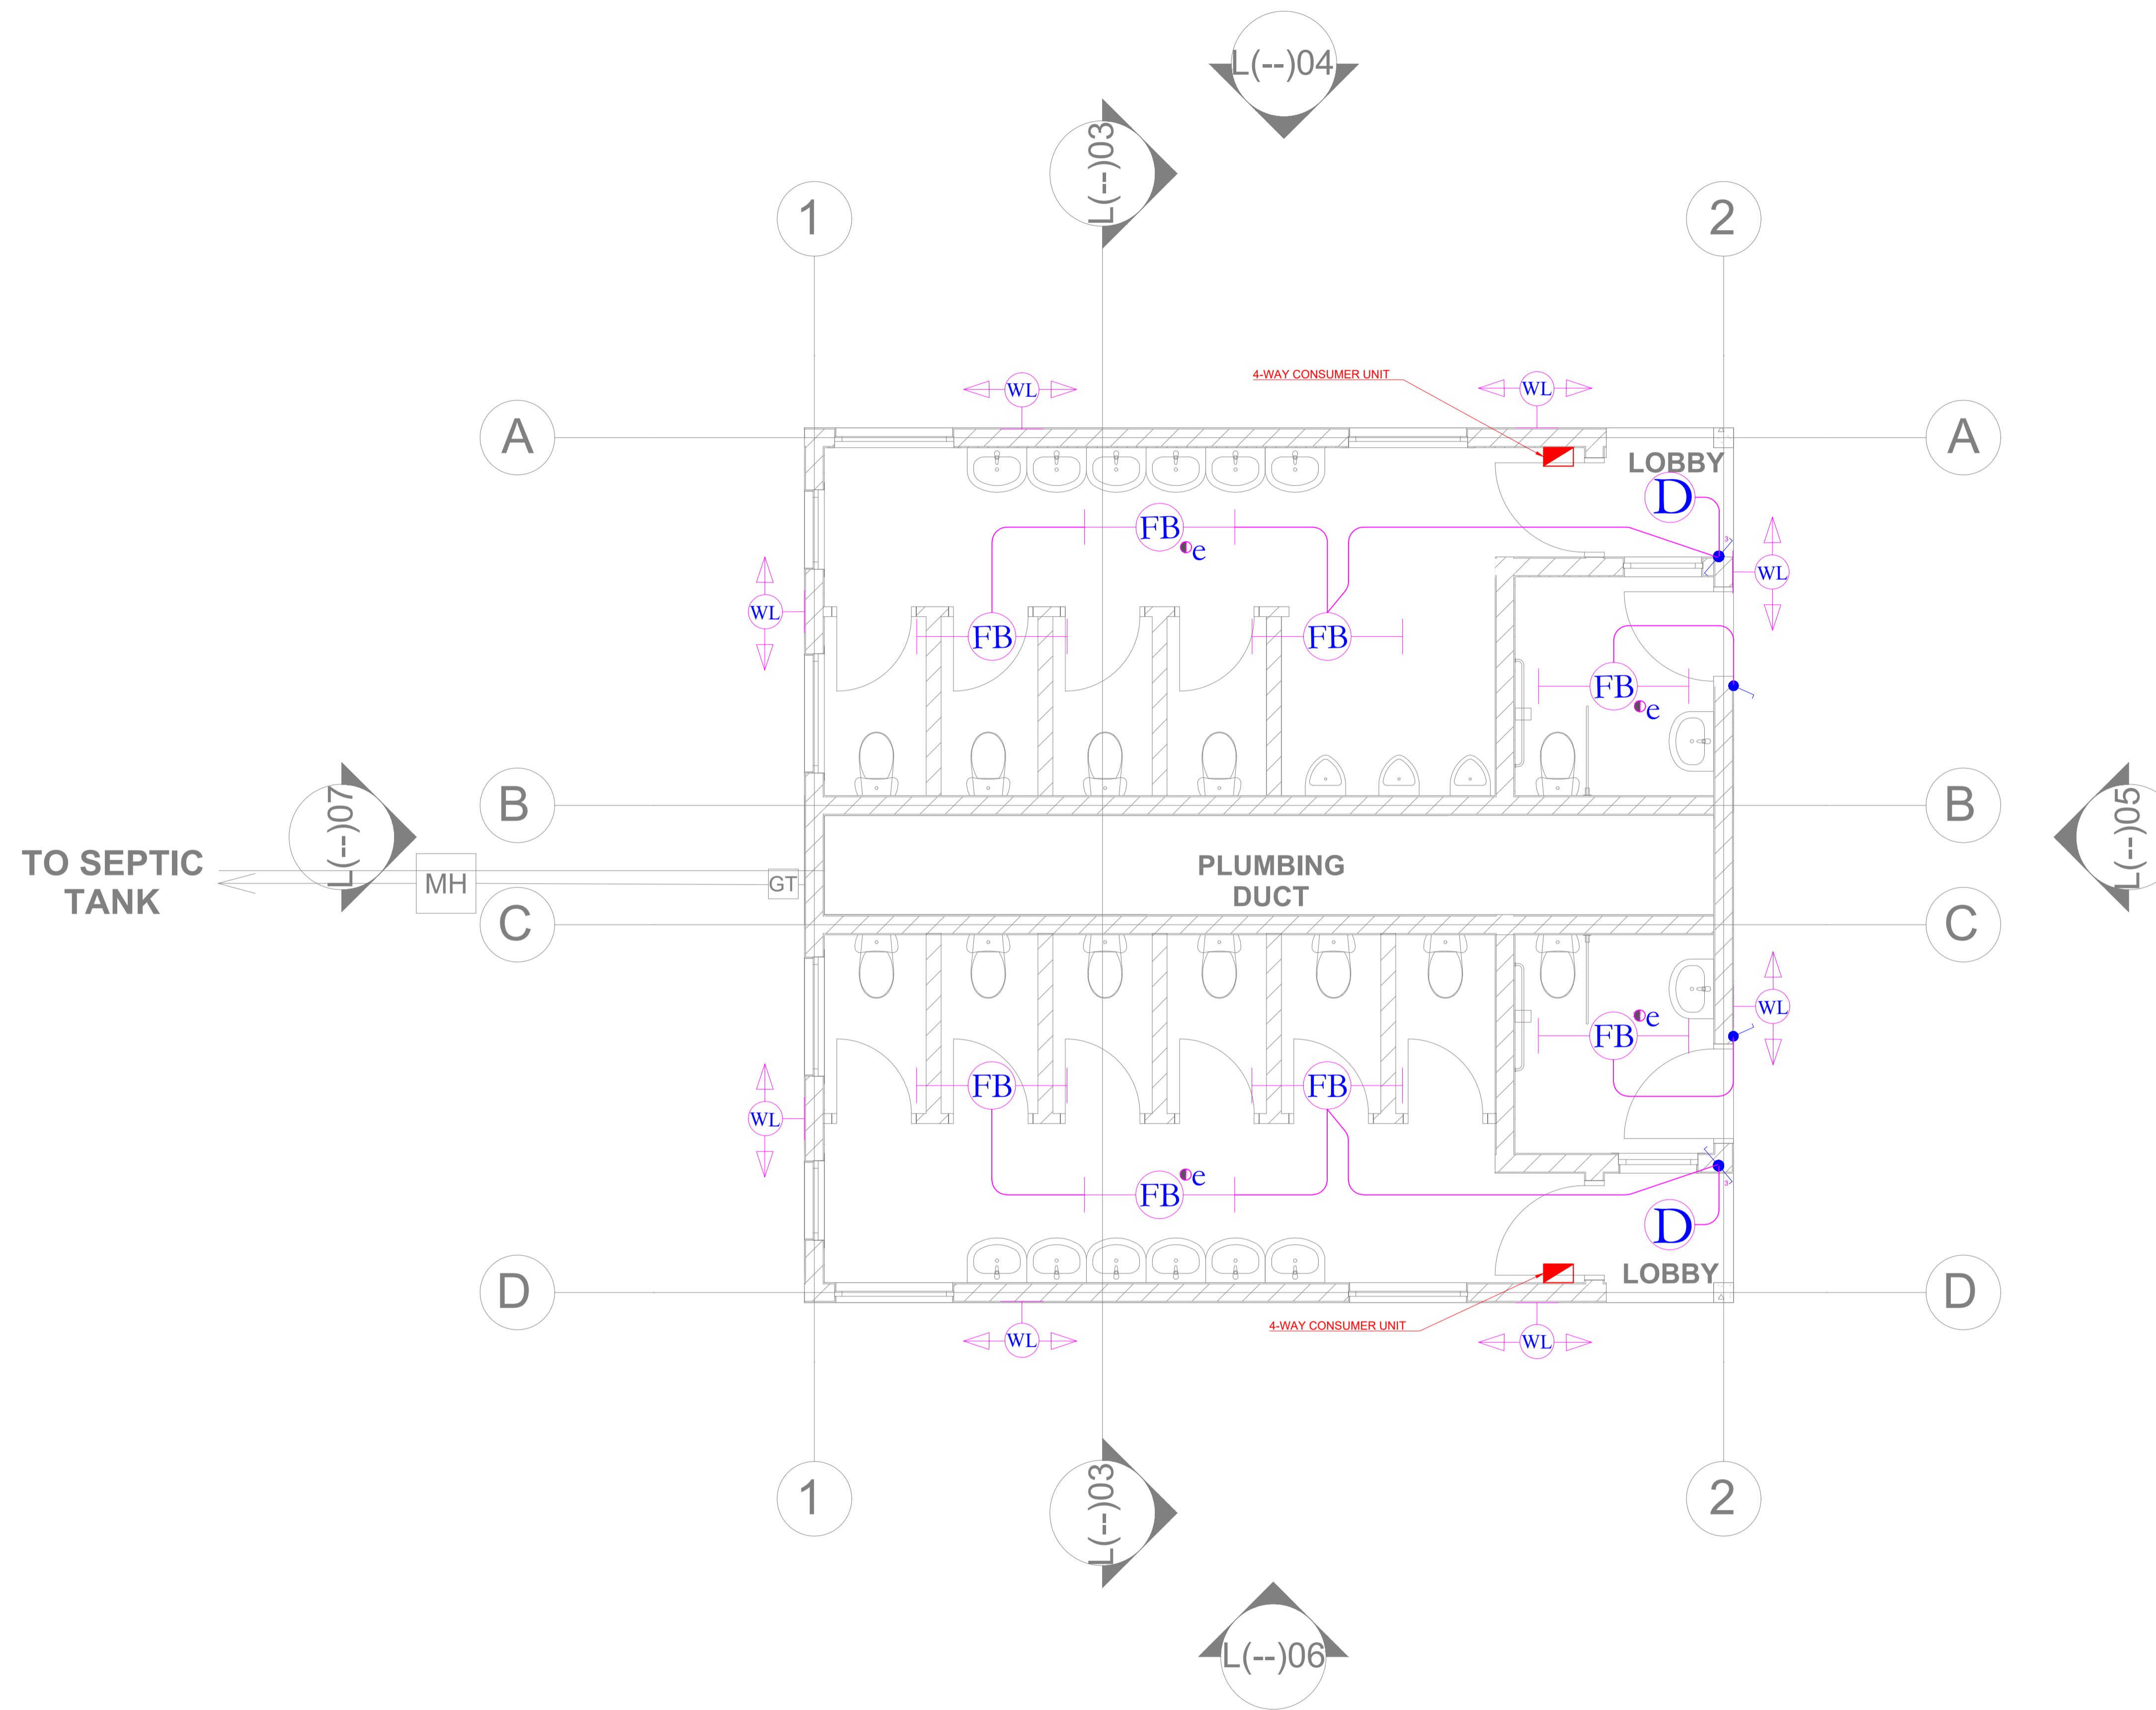 L(--)04
L(--)03
1
2
4-WAY CONSUMER UNIT
WL
WL
A
A
LOBBY
D
FB
e
3
WL
WL
FB
FB
FB
e
L(--)07
B
B
L(--)05
TO SEPTIC
TANK
MH
GT
PLUMBING
DUCT
C
C
WL
FB
e
WL
FB
FB
FB
e
3
D
LOBBY
D
D
4-WAY CONSUMER UNIT
WL
WL
1
2
L(--)03
L(--)06